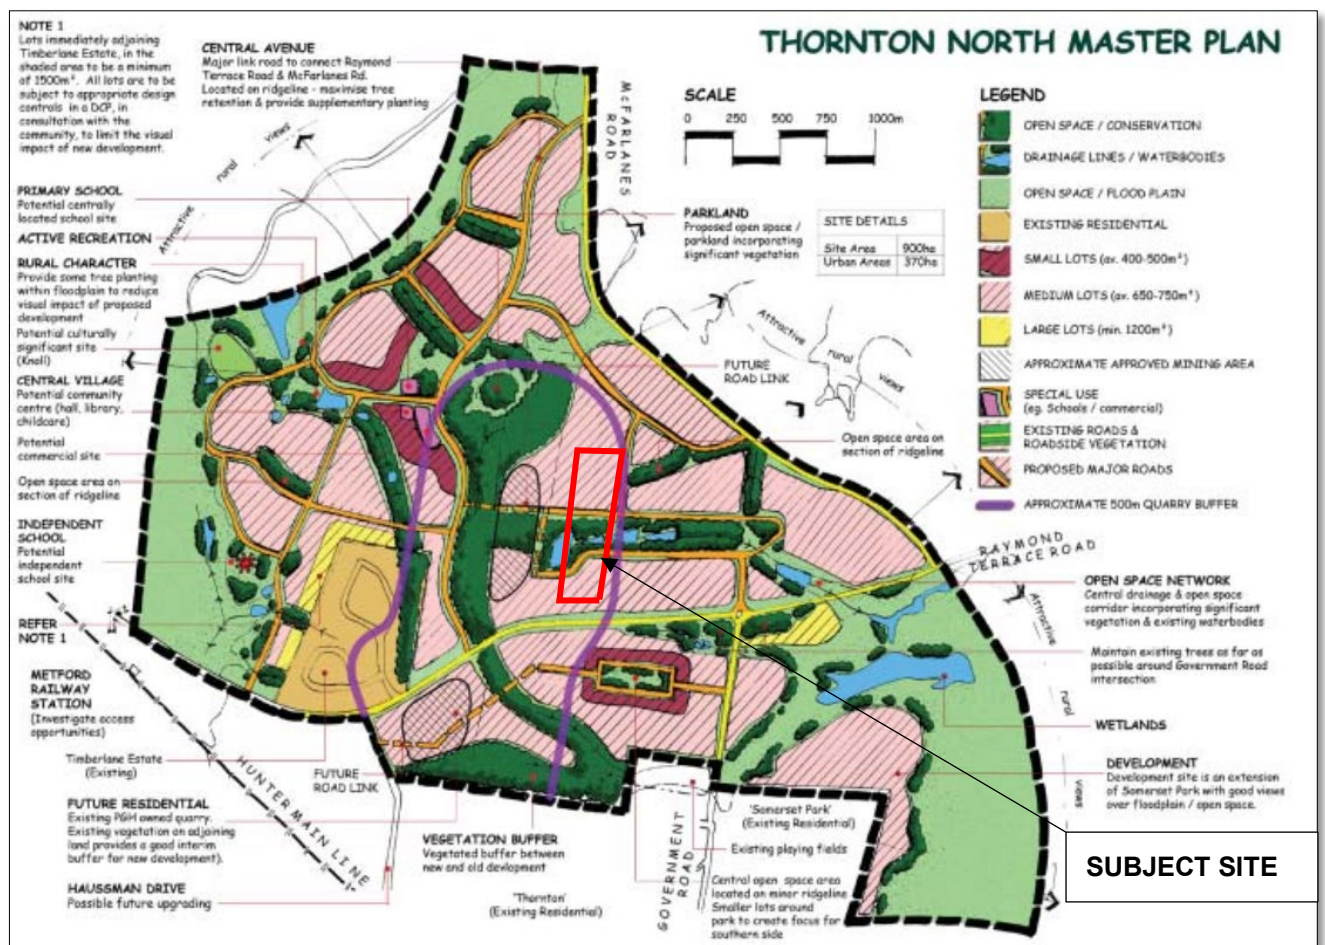 THORNTON NORTH MASTER PLAN
NOTE 1
Lots immediately adjoining
Timberlane Estate, in the
shaded area to be a minimum
of 1500m². All lots are to be
subject to appropriate design
controls in a DCP, in
consultation with the
community, to limit the visual
impact of new development.
CENTRAL AVENUE
Major link road to connect Raymond
Terrace Road & McFarlanes Rd.
Located on ridgeline - maximise tree
retention & provide supplementary planting
Attractive
rural
views
PRIMARY SCHOOL
Potential centrally
located school site
ACTIVE RECREATION
RURAL CHARACTER
Provide some tree planting
within floodplain to reduce
visual impact of proposed
development
Potential culturally
significant site
(Knoll)
CENTRAL VILLAGE
Potential community
centre (hall, library,
childcare)
Potential
commercial site
Open space area on
section of ridgeline
INDEPENDENT
SCHOOL
Potential
independent
school site
REFER
NOTE 1
METFORD
RAILWAY
STATION
(Investigate access
opportunities)
Timberlane Estate
(Existing)
HUNTER MAIN LINE
FUTURE
ROAD LINK
FUTURE RESIDENTIAL
Existing PGH owned quarry.
Existing vegetation on adjoining
land provides a good interim
buffer for new development).
HAUSSMAN DRIVE
Possible future upgrading
VEGETATION BUFFER
Vegetated buffer between
new and old devlopment
'Thornton'
(Existing Residential)
GOVERNMENT
ROAD
'Somerset Park'
(Existing Residential)
Existing playing fields
Central open space area
located on minor ridgeline
Smaller lots around
park to create focus for
southern side
McFARLANES
ROAD
SCALE
0 250 500 750 1000m
PARKLAND
Proposed open space /
parkland incorporating
significant vegetation
SITE DETAILS
Site Area 900ha
Urban Areas 370ha
FUTURE
ROAD LINK
Attractive
rural
views
Open space area on
section of ridgeline
LEGEND
OPEN SPACE / CONSERVATION
DRAINAGE LINES / WATERBODIES
OPEN SPACE / FLOOD PLAIN
EXISTING RESIDENTIAL
SMALL LOTS (av. 400-500m²)
MEDIUM LOTS (av. 650-750m²)
LARGE LOTS (min. 1200m²)
APPROXIMATE APPROVED MINING AREA
SPECIAL USE
(eg. Schools / commercial)
EXISTING ROADS &
ROADSIDE VEGETATION
PROPOSED MAJOR ROADS
APPROXIMATE 500m QUARRY BUFFER
RAYMOND
TERRACE ROAD
OPEN SPACE NETWORK
Central drainage & open space
corridor incorporating significant
vegetation & existing waterbodies
Attractive
rural
views
Maintain existing trees as far as
possible around Government Road
intersection
WETLANDS
DEVELOPMENT
Development site is an extension
of Somerset Park with good views
over floodplain / open space.
SUBJECT SITE